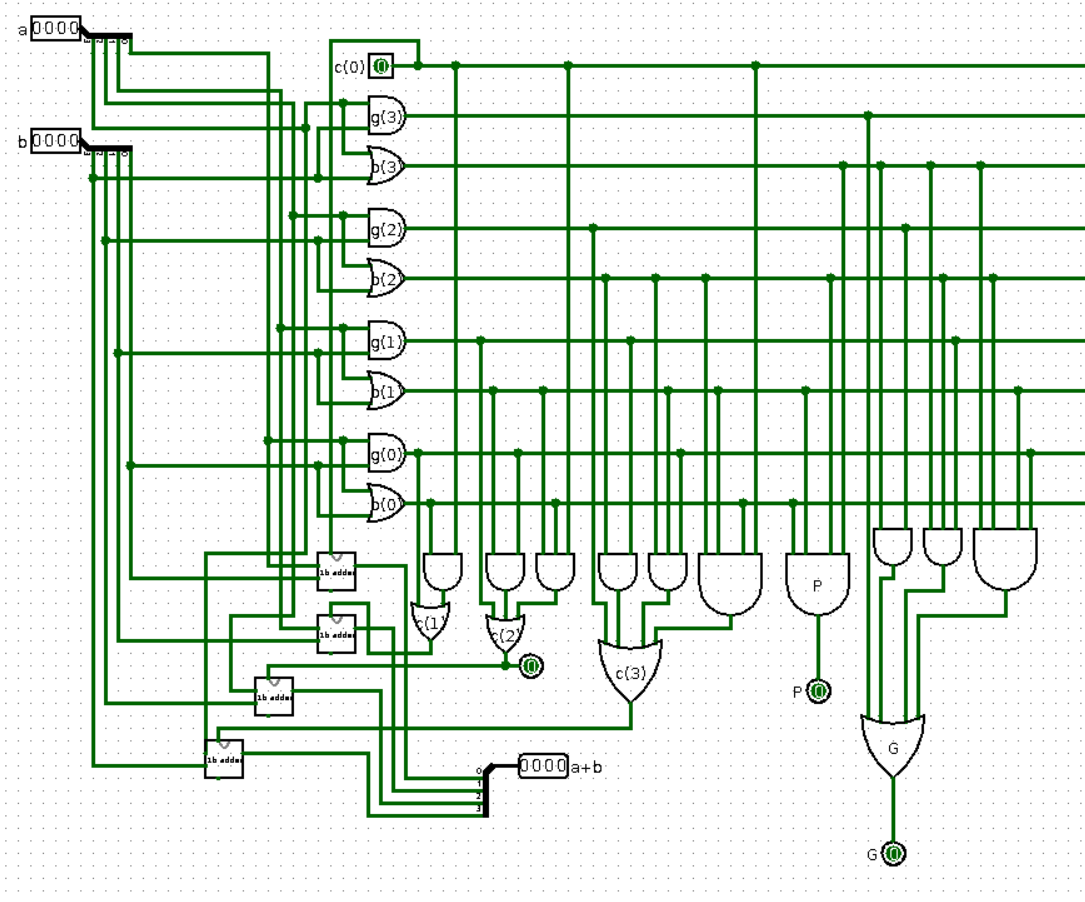 a 0000
c(0) 0
g(3)
b 0000
b(3)
g(2)
b(2)
g(1)
b(1)
g(0)
b(0)
1b adder
P
c(1)
c(2)
1b adder
0
c(3)
1b adder
P 0
G
1b adder
0
1
2
3
0000 a+b
G 0